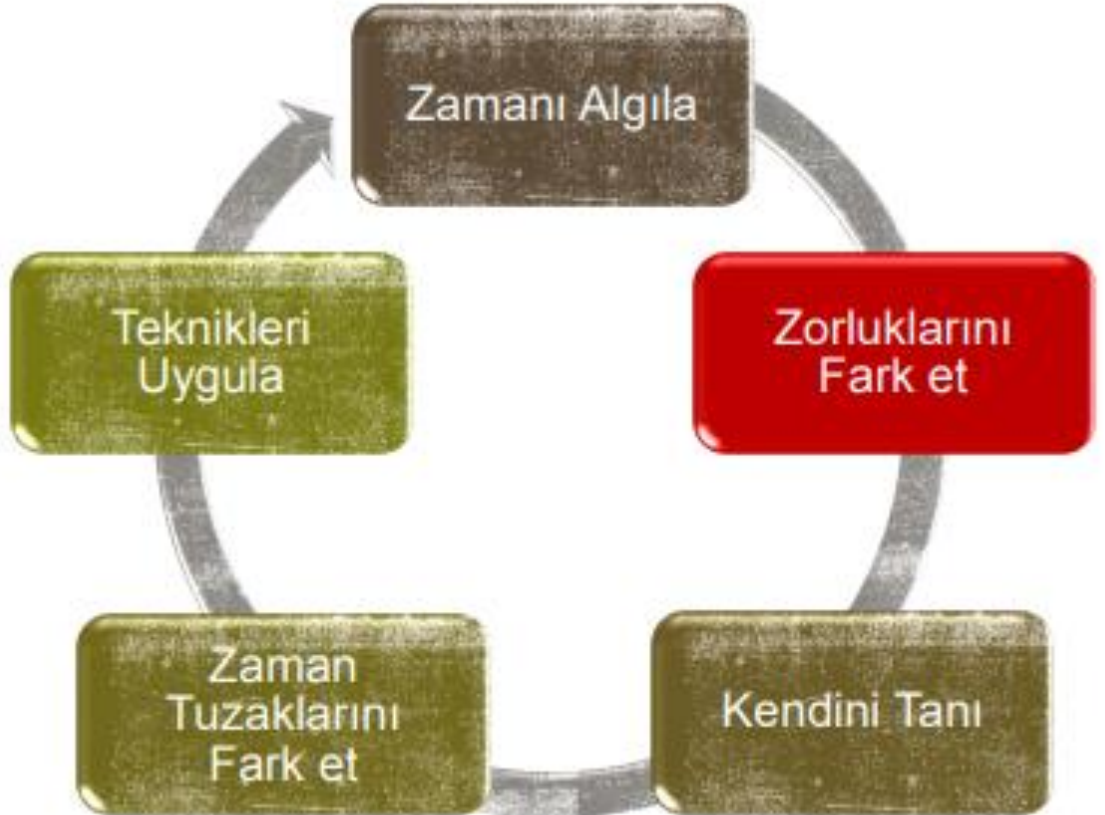 Zamanı Algıla
Zorluklarını
Fark et
Kendini Tanı
Zaman
Tuzaklarını
Fark et
Teknikleri
Uygula